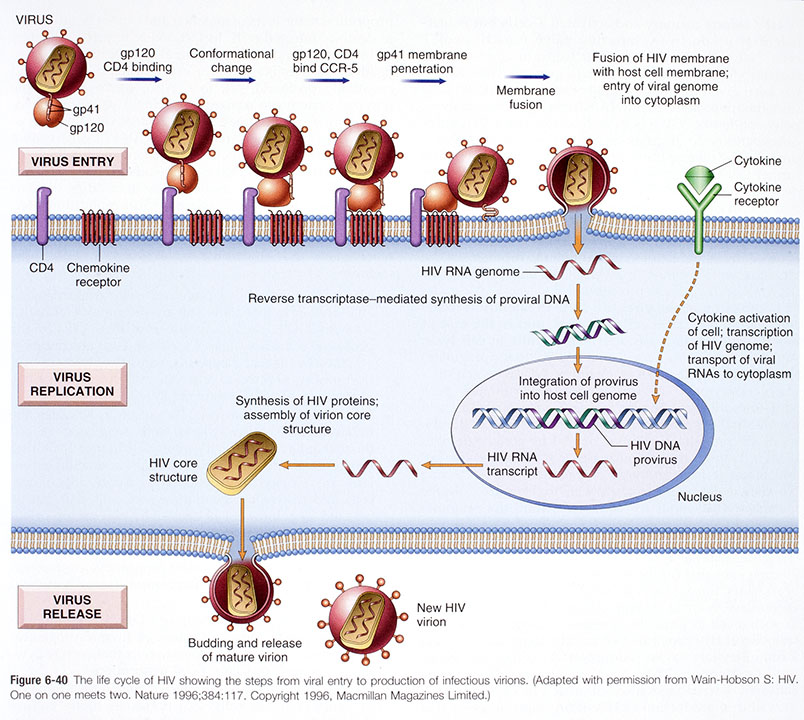 VIRUS
gp120
CD4 binding
Conformational
change
gp120, CD4
bind CCR-5
gp41 membrane
penetration
Membrane
fusion
Fusion of HIV membrane
with host cell membrane;
entry of viral genome
into cytoplasm
gp41
gp120
VIRUS ENTRY
Cytokine
Cytokine
receptor
CD4
Chemokine
receptor
HIV RNA genome
Reverse transcriptase–mediated synthesis of proviral DNA
Cytokine activation
of cell; transcription
of HIV genome;
transport of viral
RNAs to cytoplasm
VIRUS
REPLICATION
Integration of provirus
into host cell genome
Synthesis of HIV proteins;
assembly of virion core
structure
HIV DNA
provirus
HIV core
structure
HIV RNA
transcript
Nucleus
VIRUS
RELEASE
New HIV
virion
Budding and release
of mature virion
Figure 6-40 The life cycle of HIV showing the steps from viral entry to production of infectious virions. (Adapted with permission from Wain-Hobson S: HIV.
One on one meets two. Nature 1996;384:117. Copyright 1996, Macmillan Magazines Limited.)